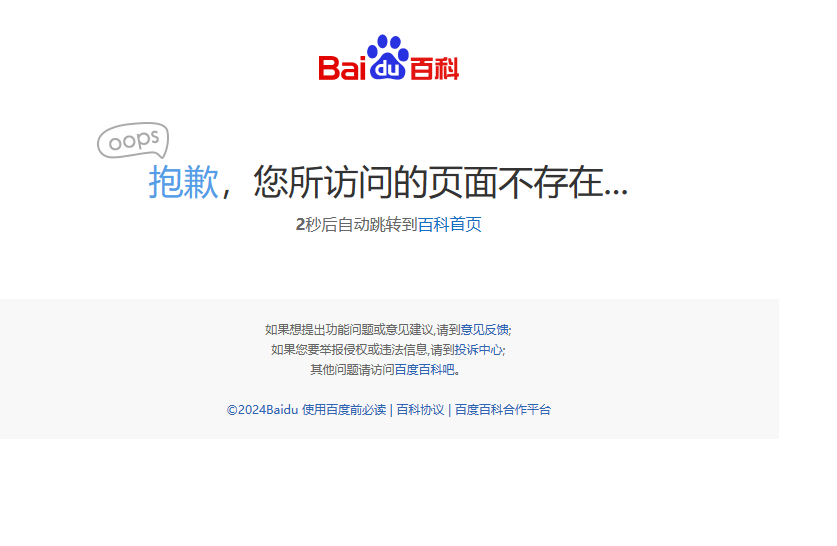 Bai du 百科
oops
抱歉，您所访问的页面不存在...
2秒后自动跳转到百科首页
如果想提出功能问题或意见建议,请到意见反馈;
如果您要举报侵权或违法信息,请到投诉中心;
其他问题请访问百度百科吧。
©2024Baidu 使用百度前必读 | 百科协议 | 百度百科合作平台